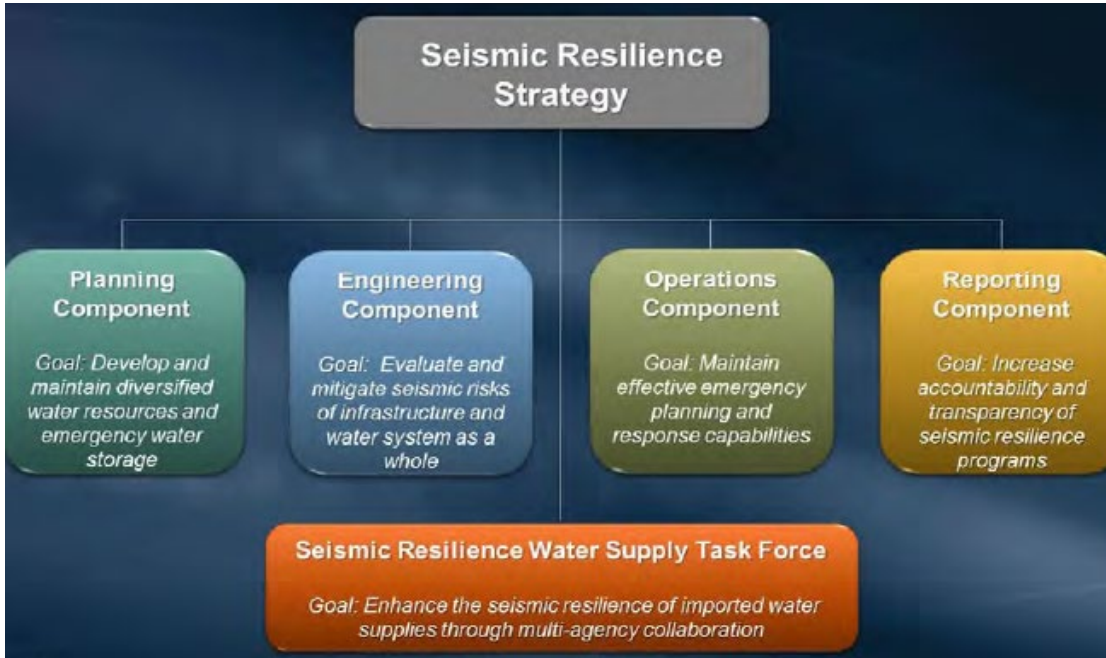 Seismic Resilience
Strategy
Planning
Component
Goal: Develop and
maintain diversified
water resources and
emergency water
storage
Engineering
Component
Goal: Evaluate and
mitigate seismic risks
of infrastructure and
water system as a
whole
Operations
Component
Goal: Maintain
effective emergency
planning and
response capabilities
Reporting
Component
Goal: Increase
accountability and
transparency of
seismic resilience
programs
Seismic Resilience Water Supply Task Force
Goal: Enhance the seismic resilience of imported water
supplies through multi-agency collaboration